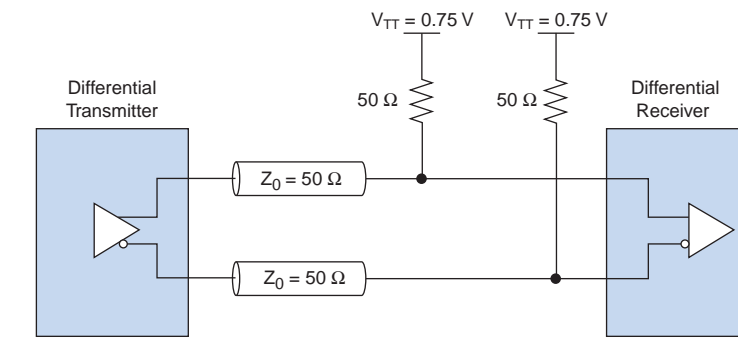 V_TT = 0.75 V V_TT = 0.75 V
Differential
Transmitter
50 Ω 50 Ω
Differential
Receiver
Z_0 = 50 Ω
Z_0 = 50 Ω